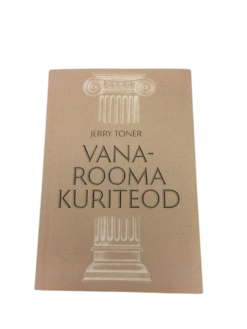 JERRY TONER
VANA-
ROOMA
KURITEOD